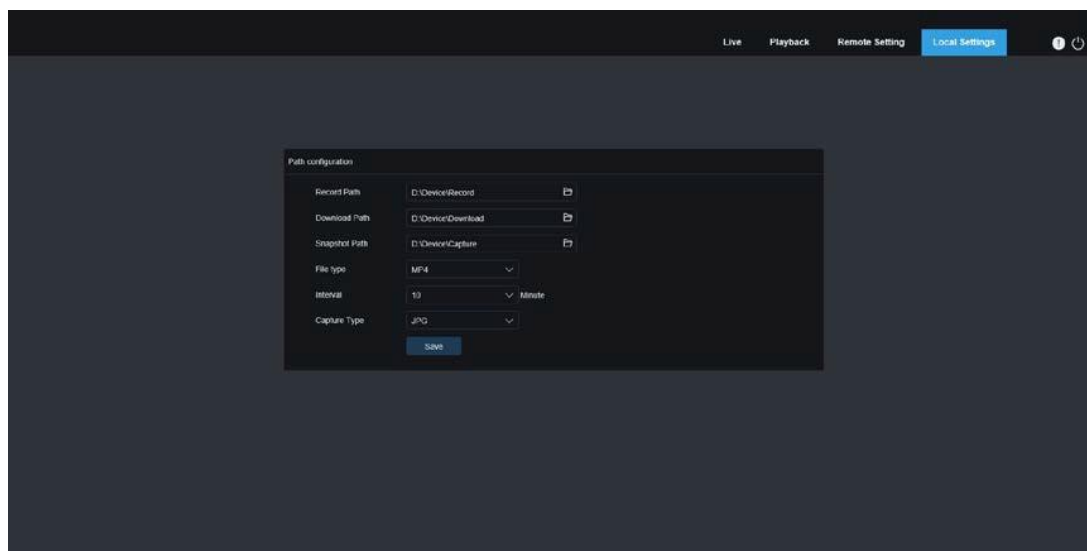 Live Playback Remote Setting Local Settings
Path configuration
Record Path D:\Device\Record
Download Path D:\Device\Download
Snapshot Path D:\Device\Capture
File type MP4
Interval 10 Minute
Capture Type JPG
Save